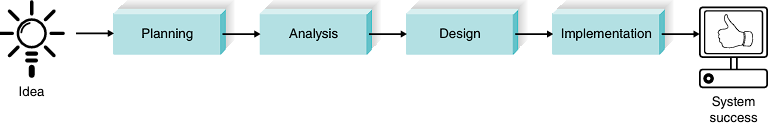 Planning
Analysis
Design
Implementation
Idea
System
success